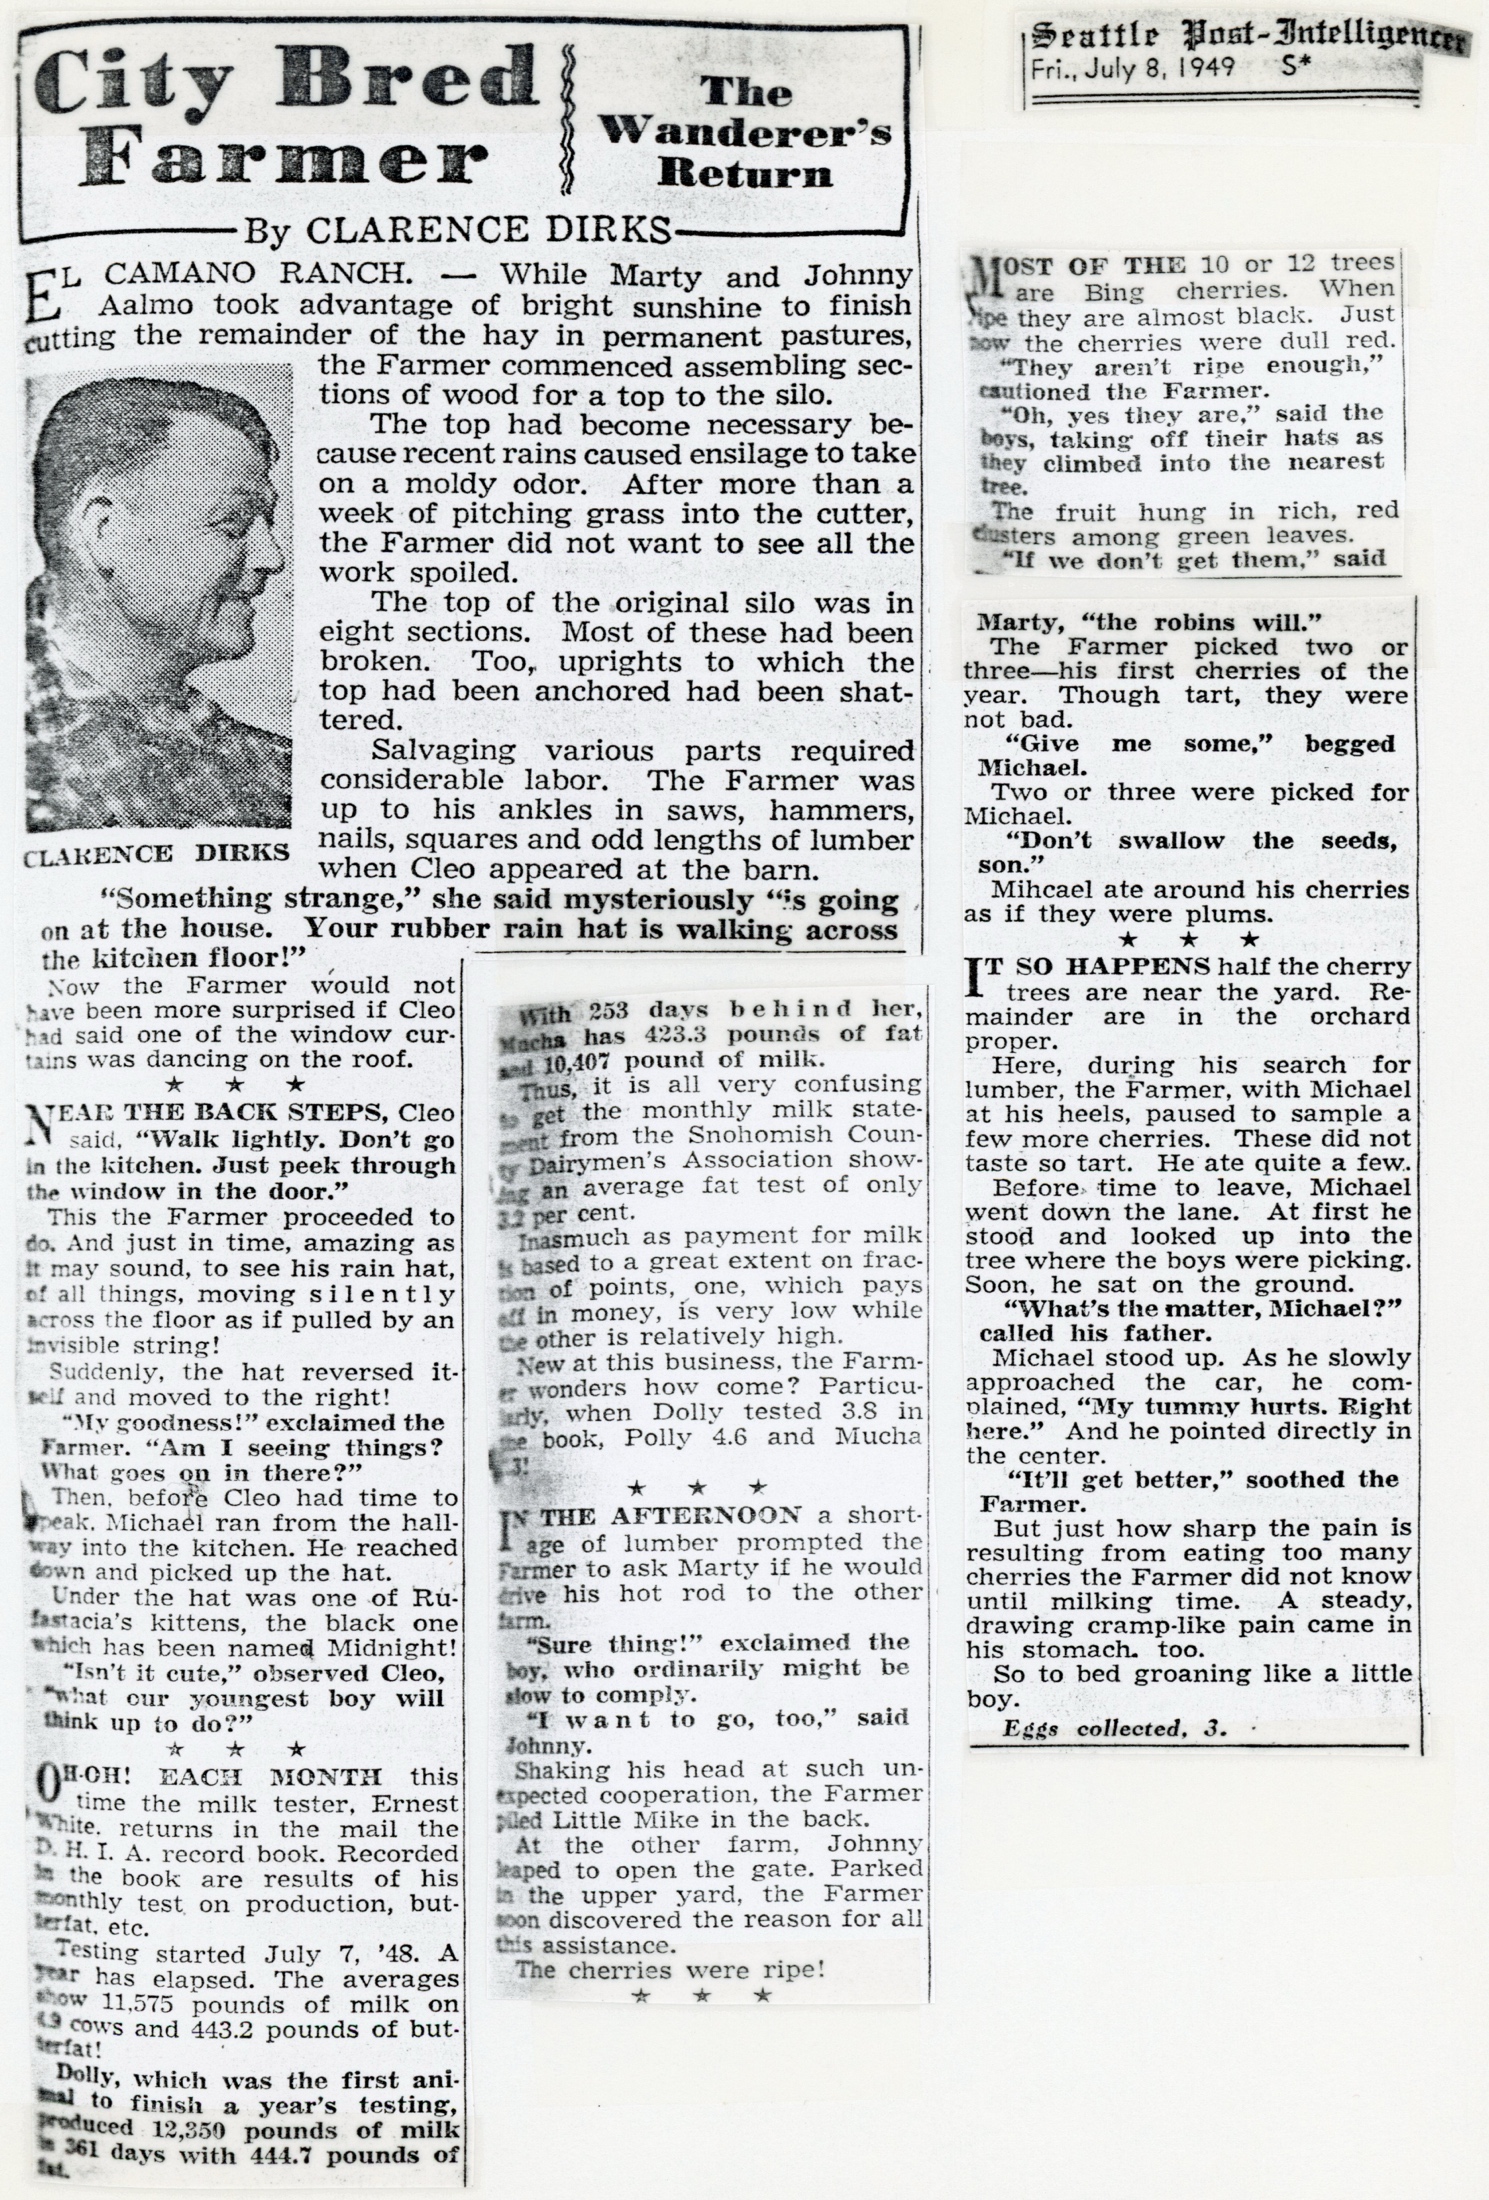 City Bred
Farmer
The
Wanderer's
Return
By CLARENCE DIRKS
Seattle Post-Intelligencer
Fri., July 8, 1949 S*
EL CAMANO RANCH. — While Marty and Johnny
Aalmo took advantage of bright sunshine to finish
cutting the remainder of the hay in permanent pastures,
the Farmer commenced assembling sec-
tions of wood for a top to the silo.
The top had become necessary be-
cause recent rains caused ensilage to take
on a moldy odor. After more than a
week of pitching grass into the cutter,
the Farmer did not want to see all the
work spoiled.
The top of the original silo was in
eight sections. Most of these had been
broken. Too, uprights to which the
top had been anchored had been shat-
tered.
Salvaging various parts required
considerable labor. The Farmer was
up to his ankles in saws, hammers,
nails, squares and odd lengths of lumber
when Cleo appeared at the barn.
CLARENCE DIRKS
"Something strange," she said mysteriously "is going
on at the house. Your rubber rain hat is walking across
the kitchen floor!"
Now the Farmer would not
have been more surprised if Cleo
had said one of the window cur-
tains was dancing on the roof.
★ ★ ★
NEAR THE BACK STEPS, Cleo
said, "Walk lightly. Don't go
in the kitchen. Just peek through
the window in the door."
This the Farmer proceeded to
do. And just in time, amazing as
it may sound, to see his rain hat,
of all things, moving silently
across the floor as if pulled by an
invisible string!
Suddenly, the hat reversed it-
self and moved to the right!
"My goodness!" exclaimed the
Farmer. "Am I seeing things?
What goes on in there?"
Then, before Cleo had time to
speak, Michael ran from the hall-
way into the kitchen. He reached
down and picked up the hat.
Under the hat was one of Ru-
fastacia's kittens, the black one
which has been named Midnight!
"Isn't it cute," observed Cleo,
"what our youngest boy will
think up to do?"
★ ★ ★
OH-OH! EACH MONTH this
time the milk tester, Ernest
White, returns in the mail the
D. H. I. A. record book. Recorded
in the book are results of his
monthly test on production, but-
terfat, etc.
Testing started July 7, '48. A
year has elapsed. The averages
show 11,575 pounds of milk on
cows and 443.2 pounds of but-
terfat!
Dolly, which was the first ani-
mal to finish a year's testing,
produced 12,350 pounds of milk
in 361 days with 444.7 pounds of
fat.
With 253 days behind her,
Mucha has 423.3 pounds of fat
and 10,407 pound of milk.
Thus, it is all very confusing
to get the monthly milk state-
ment from the Snohomish Coun-
ty Dairymen's Association show-
ing an average fat test of only
3.2 per cent.
Inasmuch as payment for milk
is based to a great extent on frac-
tion of points, one, which pays
off in money, is very low while
the other is relatively high.
New at this business, the Farm-
er wonders how come? Particu-
larly, when Dolly tested 3.8 in
the book, Polly 4.6 and Mucha
3!
★ ★ ★
IN THE AFTERNOON a short-
age of lumber prompted the
Farmer to ask Marty if he would
drive his hot rod to the other
farm.
"Sure thing!" exclaimed the
boy, who ordinarily might be
slow to comply.
"I want to go, too," said
Johnny.
Shaking his head at such un-
expected cooperation, the Farmer
piled Little Mike in the back.
At the other farm, Johnny
leaped to open the gate. Parked
in the upper yard, the Farmer
soon discovered the reason for all
this assistance.
The cherries were ripe!
★ ★ ★
MOST OF THE 10 or 12 trees
are Bing cherries. When
ripe they are almost black. Just
now the cherries were dull red.
"They aren't ripe enough,"
cautioned the Farmer.
"Oh, yes they are," said the
boys, taking off their hats as
they climbed into the nearest
tree.
The fruit hung in rich, red
clusters among green leaves.
"If we don't get them," said
Marty, "the robins will."
The Farmer picked two or
three—his first cherries of the
year. Though tart, they were
not bad.
"Give me some," begged
Michael.
Two or three were picked for
Michael.
"Don't swallow the seeds,
son."
Mihcael ate around his cherries
as if they were plums.
★ ★ ★
IT SO HAPPENS half the cherry
trees are near the yard. Re-
mainder are in the orchard
proper.
Here, during his search for
lumber, the Farmer, with Michael
at his heels, paused to sample a
few more cherries. These did not
taste so tart. He ate quite a few.
Before time to leave, Michael
went down the lane. At first he
stood and looked up into the
tree where the boys were picking.
Soon, he sat on the ground.
"What's the matter, Michael?"
called his father.
Michael stood up. As he slowly
approached the car, he com-
plained, "My tummy hurts. Right
here." And he pointed directly in
the center.
"It'll get better," soothed the
Farmer.
But just how sharp the pain is
resulting from eating too many
cherries the Farmer did not know
until milking time. A steady,
drawing cramp-like pain came in
his stomach. too.
So to bed groaning like a little
boy.
Eggs collected, 3.